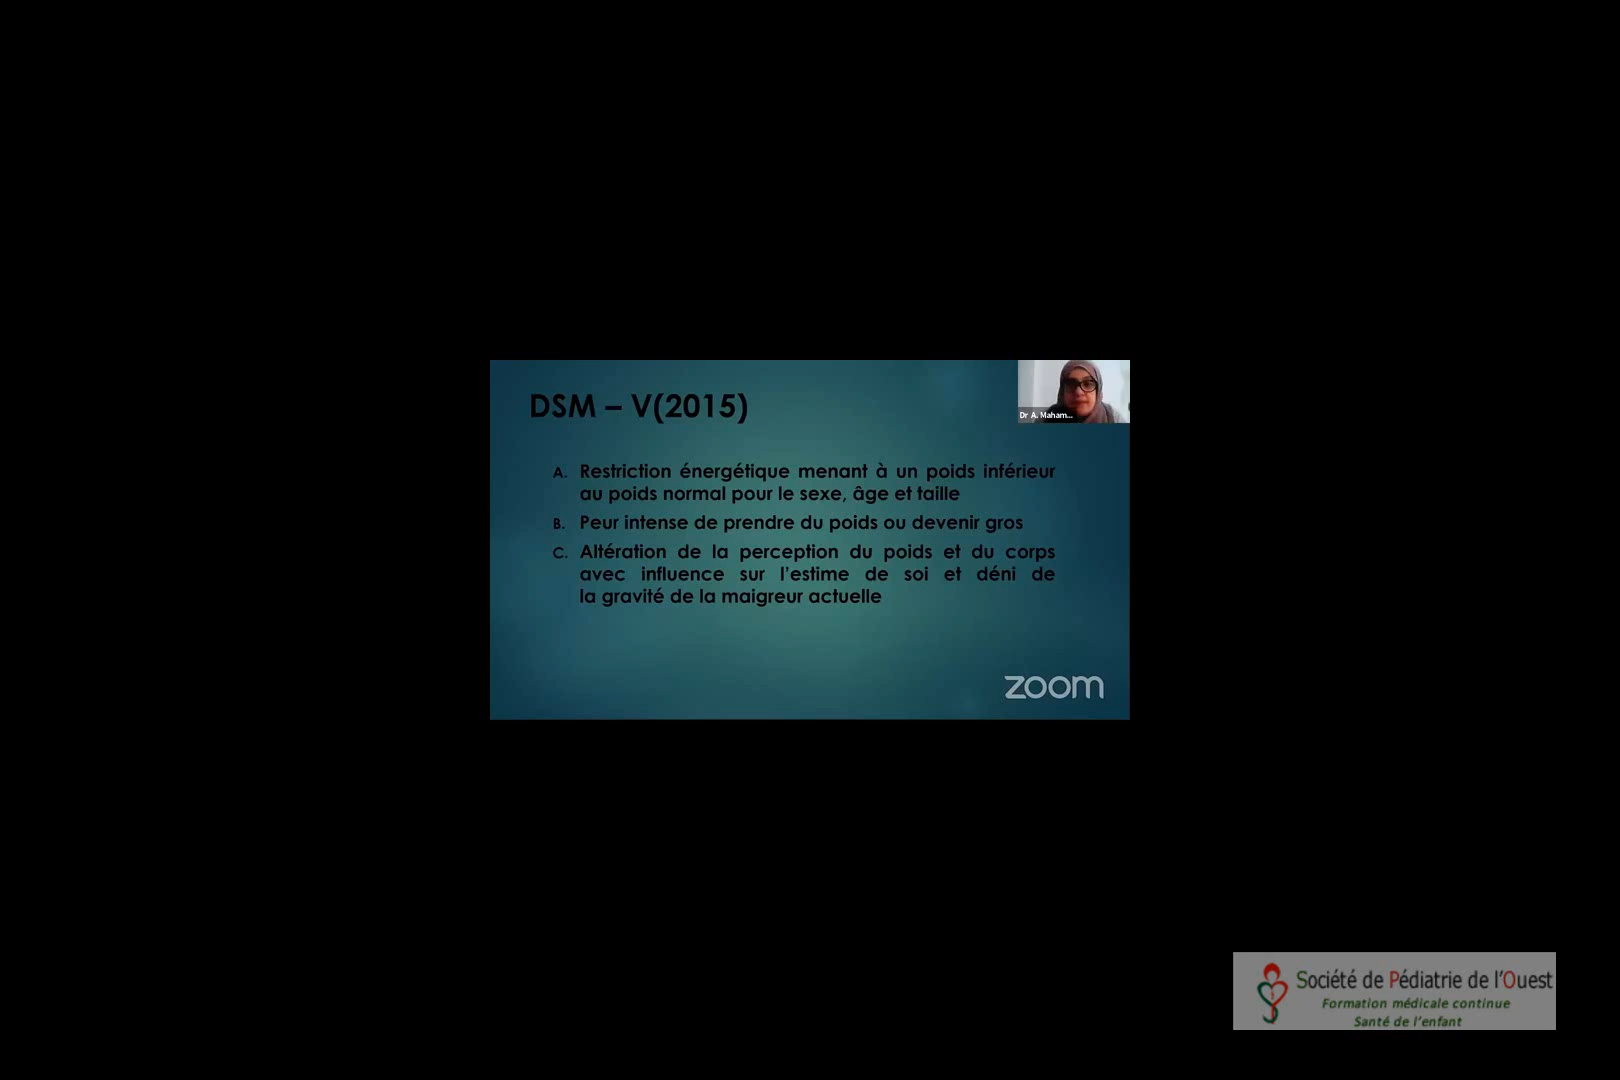 DSM – V(2015)
Dr A. Maham...
A. Restriction énergétique menant à un poids inférieur
au poids normal pour le sexe, âge et taille
B. Peur intense de prendre du poids ou devenir gros
C. Altération de la perception du poids et du corps
avec influence sur l’estime de soi et déni de
la gravité de la maigreur actuelle
zoom
Société de Pédiatrie de l’Ouest
Formation médicale continue
Santé de l’enfant